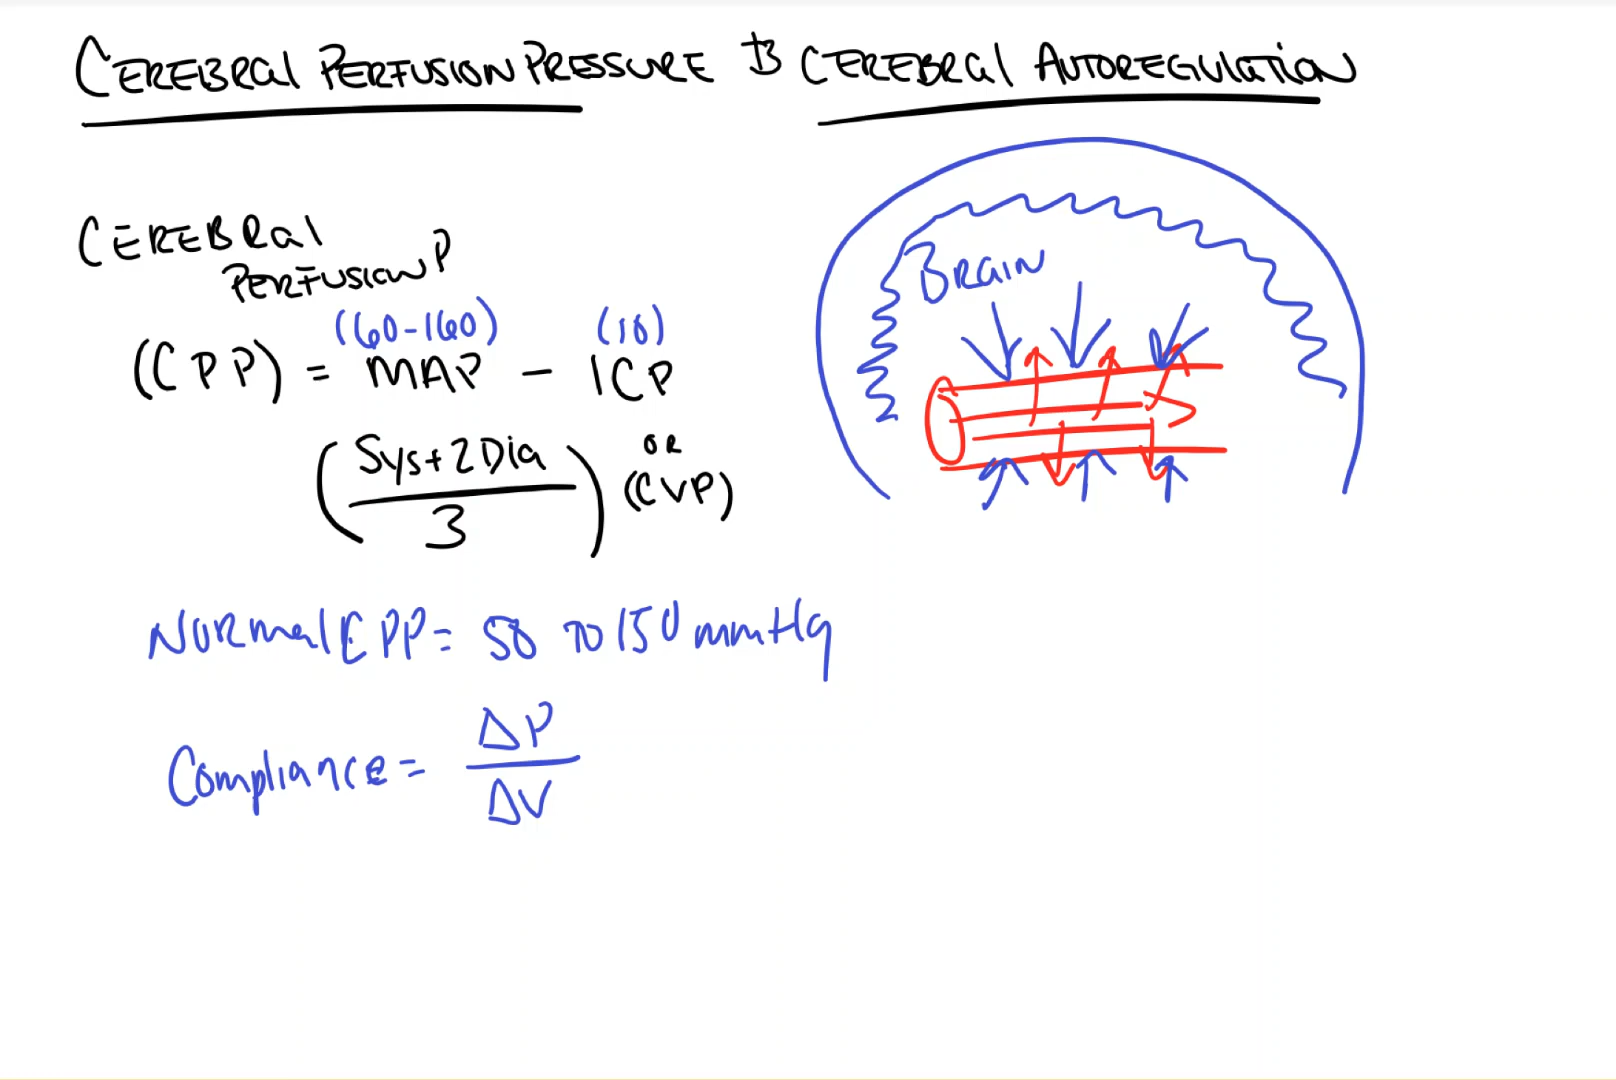 CEREBRal PERFUSION PRESSURE & CEREBRal AUTOREGULaTION
CEREBRal
PERFUSION P
(60-160) (10)
(CPP) = MAP - ICP
(Sys+2Dia / 3) OR (CVP)
Normal CPP = 50 TO 150 mmHg
Compliance = ΔP / ΔV
BRaiN